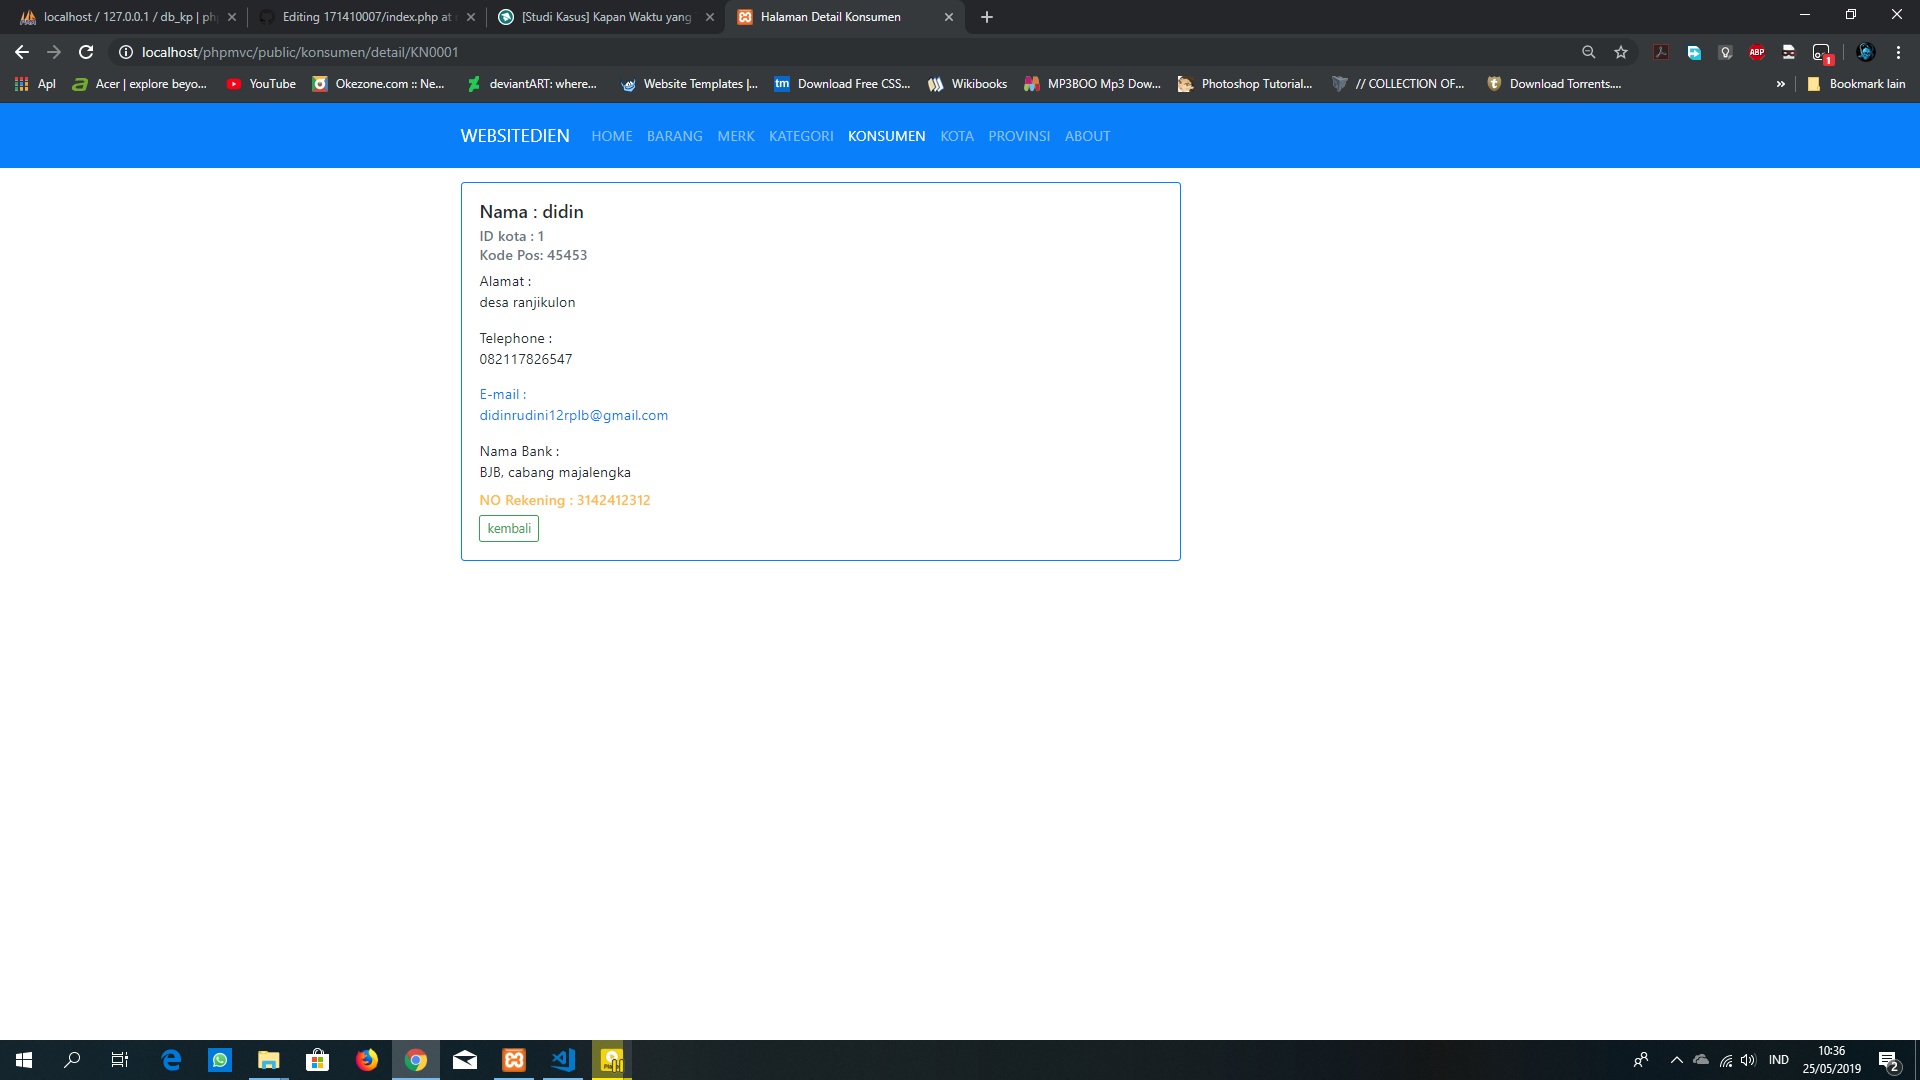 localhost / 127.0.0.1 / db_kp | ph
Editing 171410007/index.php at
[Studi Kasus] Kapan Waktu yang
Halaman Detail Konsumen
localhost/phpmvc/public/konsumen/detail/KN0001
ABP
1
Apl
Acer | explore beyo...
YouTube
Okezone.com :: Ne...
deviantART: where...
Website Templates |...
tm
Download Free CSS...
Wikibooks
MP3BOO Mp3 Dow...
Photoshop Tutorial...
// COLLECTION OF...
Download Torrents....
»
Bookmark lain
WEBSITEDIEN
HOME
BARANG
MERK
KATEGORI
KONSUMEN
KOTA
PROVINSI
ABOUT
Nama : didin
ID kota : 1
Kode Pos: 45453
Alamat :
desa ranjikulon
Telephone :
082117826547
E-mail :
didinrudini12rplb@gmail.com
Nama Bank :
BJB, cabang majalengka
NO Rekening : 3142412312
kembali
IND
10:36
25/05/2019
2